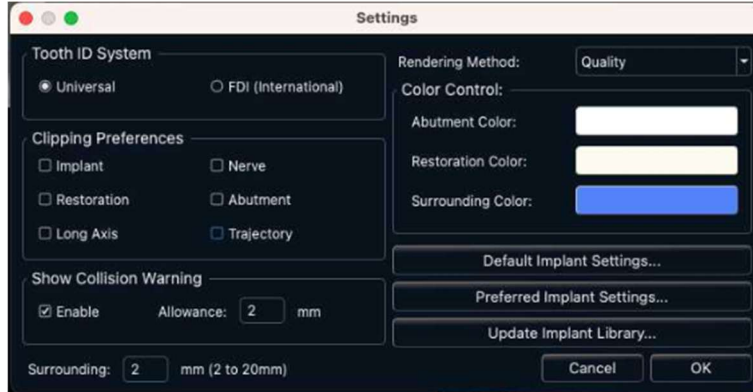 Settings
Tooth ID System
Universal
FDI (International)
Clipping Preferences
Implant
Nerve
Restoration
Abutment
Long Axis
Trajectory
Show Collision Warning
Enable
Allowance: 2 mm
Surrounding: 2 mm (2 to 20mm)
Rendering Method: Quality
Color Control:
Abutment Color:
Restoration Color:
Surrounding Color:
Default Implant Settings...
Preferred Implant Settings...
Update Implant Library...
Cancel
OK